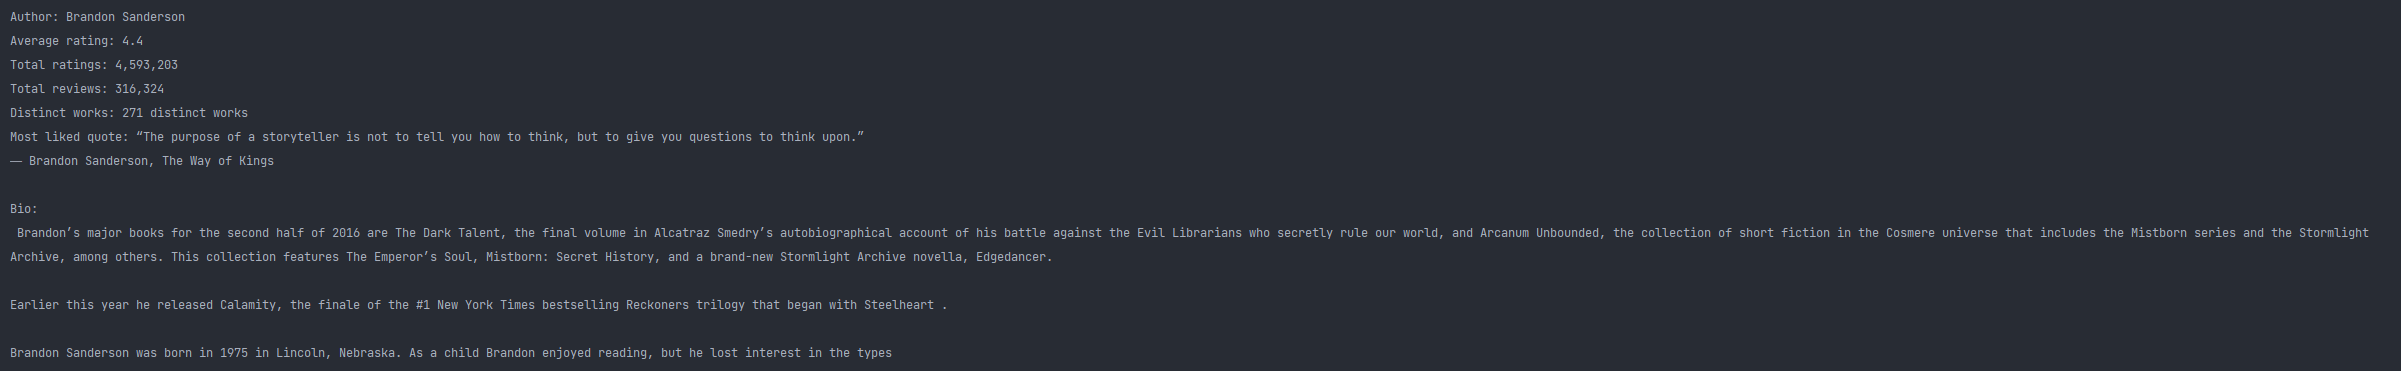 Author: Brandon Sanderson
Average rating: 4.4
Total ratings: 4,593,203
Total reviews: 316,324
Distinct works: 271 distinct works
Most liked quote: “The purpose of a storyteller is not to tell you how to think, but to give you questions to think upon.”
― Brandon Sanderson, The Way of Kings
Bio:
Brandon’s major books for the second half of 2016 are The Dark Talent, the final volume in Alcatraz Smedry’s autobiographical account of his battle against the Evil Librarians who secretly rule our world, and Arcanum Unbounded, the collection of short fiction in the Cosmere universe that includes the Mistborn series and the Stormlight
Archive, among others. This collection features The Emperor’s Soul, Mistborn: Secret History, and a brand-new Stormlight Archive novella, Edgedancer.
Earlier this year he released Calamity, the finale of the #1 New York Times bestselling Reckoners trilogy that began with Steelheart .
Brandon Sanderson was born in 1975 in Lincoln, Nebraska. As a child Brandon enjoyed reading, but he lost interest in the types